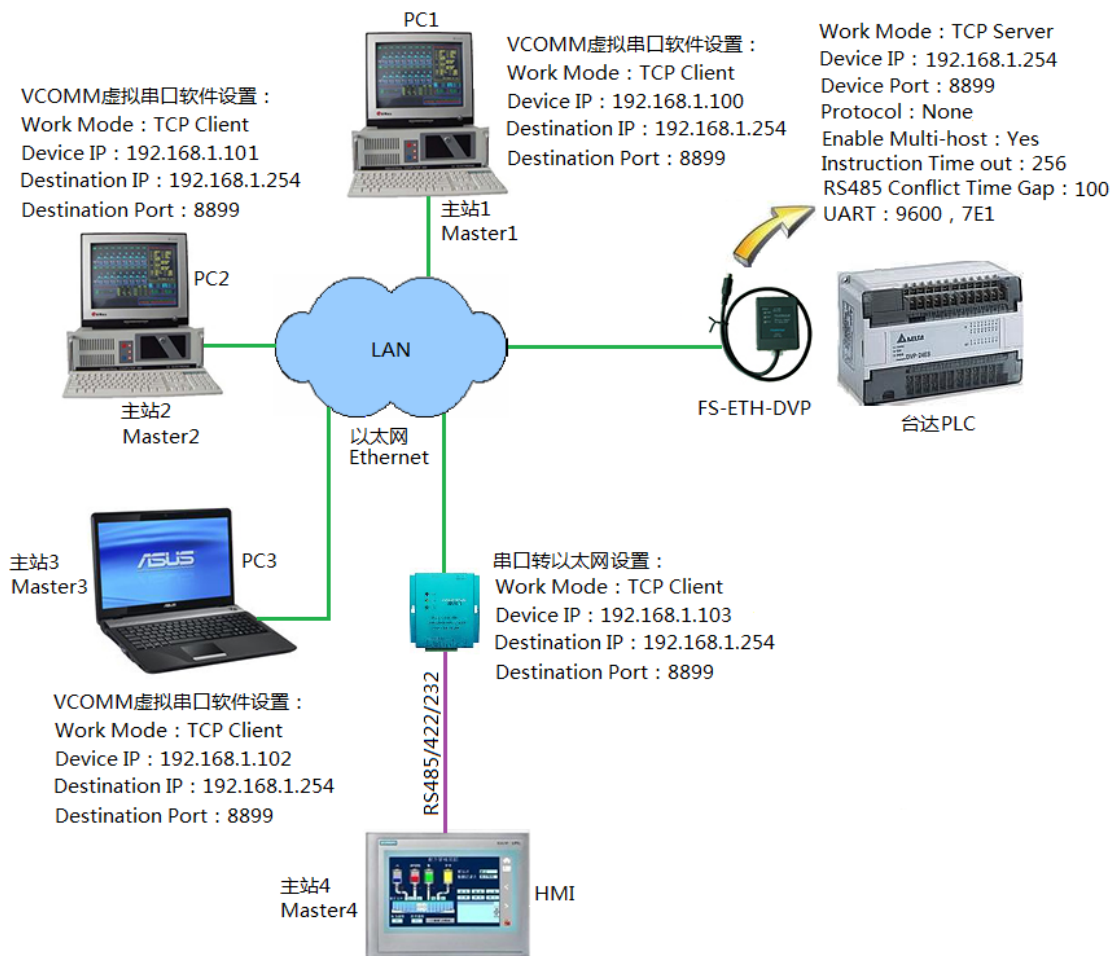 PC1
VCOMM虚拟串口软件设置：
Work Mode：TCP Client
Device IP：192.168.1.100
Destination IP：192.168.1.254
Destination Port：8899
Work Mode：TCP Server
Device IP：192.168.1.254
Device Port：8899
Protocol：None
Enable Multi-host：Yes
Instruction Time out：256
RS485 Conflict Time Gap：100
UART：9600，7E1
VCOMM虚拟串口软件设置：
Work Mode：TCP Client
Device IP：192.168.1.101
Destination IP：192.168.1.254
Destination Port：8899
主站1
Master1
PC2
主站2
Master2
LAN
以太网
Ethernet
FS-ETH-DVP
DELTA
台达PLC
主站3
Master3
ASUS
PC3
串口转以太网设置：
Work Mode：TCP Client
Device IP：192.168.1.103
Destination IP：192.168.1.254
Destination Port：8899
VCOMM虚拟串口软件设置：
Work Mode：TCP Client
Device IP：192.168.1.102
Destination IP：192.168.1.254
Destination Port：8899
RS485/422/232
主站4
Master4
HMI